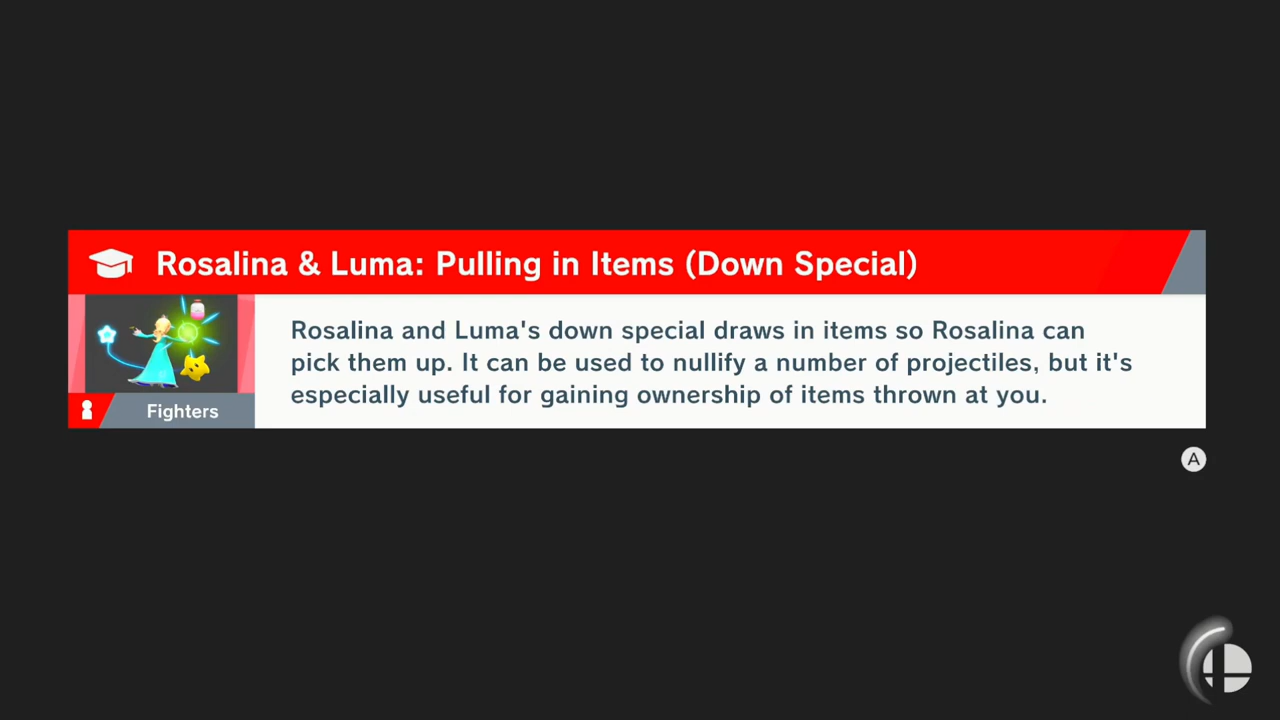 Rosalina & Luma: Pulling in Items (Down Special)
Rosalina and Luma's down special draws in items so Rosalina can
pick them up. It can be used to nullify a number of projectiles, but it's
especially useful for gaining ownership of items thrown at you.
Fighters
A